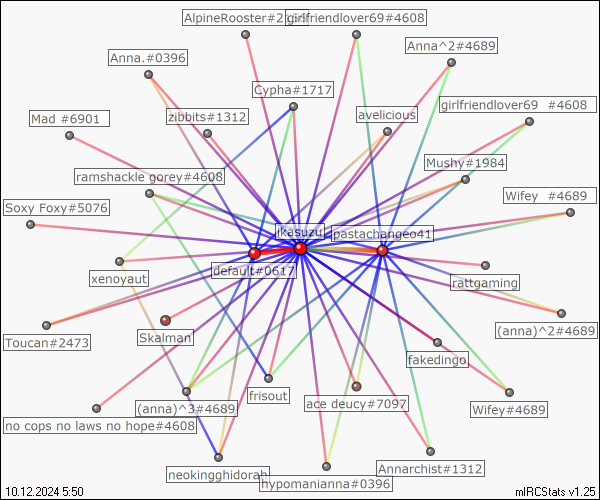 AlpineRooster#2
girlfriendlover69#4608
Anna^2#4689
Anna.#0396
Cypha#1717
girlfriendlover69 #4608
zibbits#1312
avelicious
Mad #6901
Mushy#1984
ramshackle gorey#4608
Wifey #4689
Soxy Foxy#5076
ikasuzu
pastachangeo41
default#0617
xenoyaut
rattgaming
(anna)^2#4689
Toucan#2473
Skalman
fakedingo
frisout
ace deucy#7097
(anna)^3#4689
Wifey#4689
no cops no laws no hope#4608
neokingghidorah
hypomanianna#0396
Annarchist#1312
10.12.2024 5:50
mIRCStats v1.25